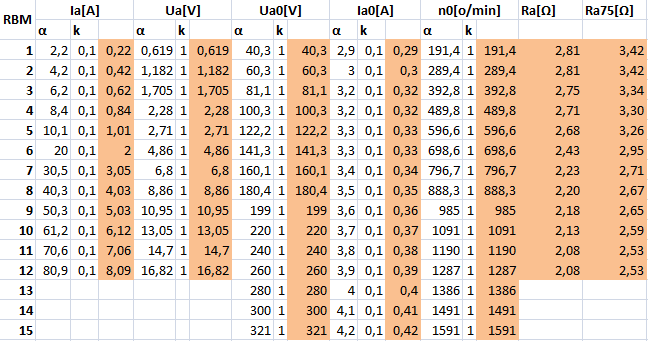 RBM Ia[A] Ua[V] Ua0[V] Ia0[A] n0[o/min] Ra[Ω] Ra75[Ω]
α k α k α k α k α k
1 2,2 0,1 0,22 0,619 1 0,619 40,3 1 40,3 2,9 0,1 0,29 191,4 1 191,4 2,81 3,42
2 4,2 0,1 0,42 1,182 1 1,182 60,3 1 60,3 3 0,1 0,3 289,4 1 289,4 2,81 3,42
3 6,2 0,1 0,62 1,705 1 1,705 81,1 1 81,1 3,2 0,1 0,32 392,8 1 392,8 2,75 3,34
4 8,4 0,1 0,84 2,28 1 2,28 100,3 1 100,3 3,2 0,1 0,32 489,8 1 489,8 2,71 3,30
5 10,1 0,1 1,01 2,71 1 2,71 122,2 1 122,2 3,3 0,1 0,33 596,6 1 596,6 2,68 3,26
6 20 0,1 2 4,86 1 4,86 141,3 1 141,3 3,3 0,1 0,33 698,6 1 698,6 2,43 2,95
7 30,5 0,1 3,05 6,8 1 6,8 160,1 1 160,1 3,4 0,1 0,34 796,7 1 796,7 2,23 2,71
8 40,3 0,1 4,03 8,86 1 8,86 180,4 1 180,4 3,5 0,1 0,35 888,3 1 888,3 2,20 2,67
9 50,3 0,1 5,03 10,95 1 10,95 199 1 199 3,6 0,1 0,36 985 1 985 2,18 2,65
10 61,2 0,1 6,12 13,05 1 13,05 220 1 220 3,7 0,1 0,37 1091 1 1091 2,13 2,59
11 70,6 0,1 7,06 14,7 1 14,7 240 1 240 3,8 0,1 0,38 1190 1 1190 2,08 2,53
12 80,9 0,1 8,09 16,82 1 16,82 260 1 260 3,9 0,1 0,39 1287 1 1287 2,08 2,53
13 280 1 280 4 0,1 0,4 1386 1 1386
14 300 1 300 4,1 0,1 0,41 1491 1 1491
15 321 1 321 4,2 0,1 0,42 1591 1 1591